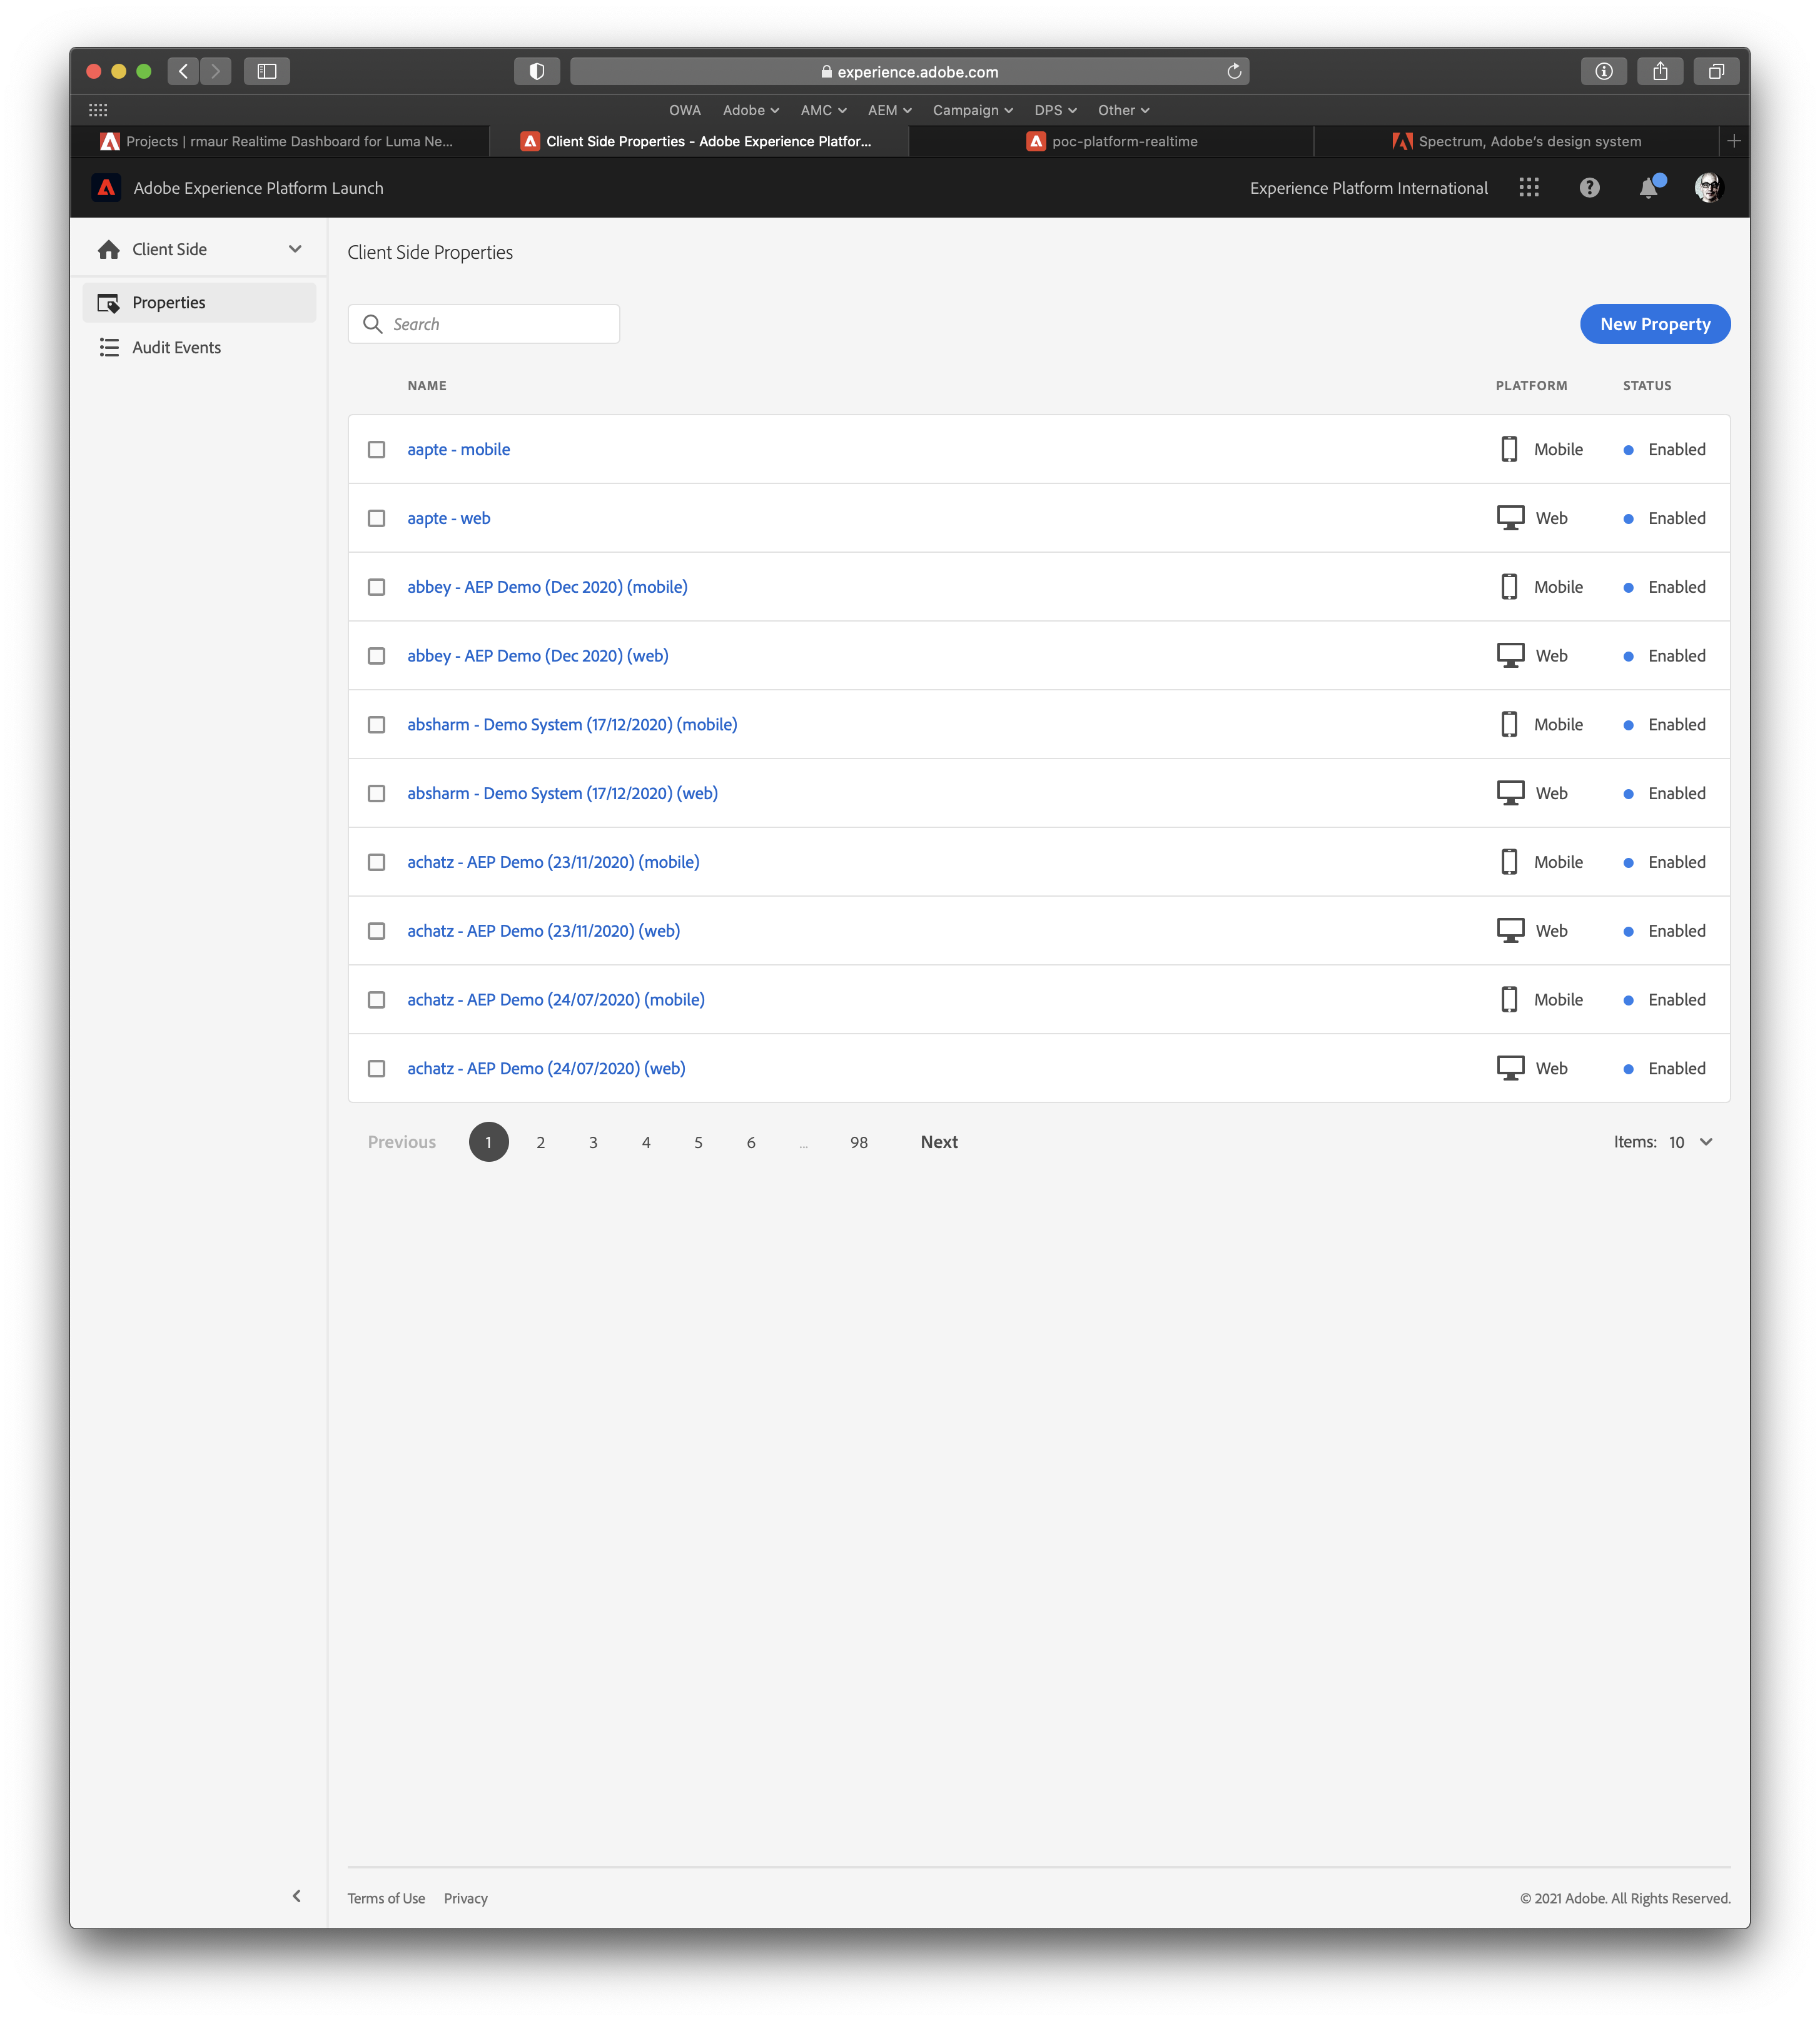 experience.adobe.com
OWA Adobe AMC AEM Campaign DPS Other
Projects | rmaur Realtime Dashboard for Luma Ne... Client Side Properties - Adobe Experience Platfor... poc-platform-realtime Spectrum, Adobe's design system
Adobe Experience Platform Launch Experience Platform International
Client Side
Properties
Audit Events
Client Side Properties
Search New Property
NAME PLATFORM STATUS
aapte - mobile Mobile Enabled
aapte - web Web Enabled
abbey - AEP Demo (Dec 2020) (mobile) Mobile Enabled
abbey - AEP Demo (Dec 2020) (web) Web Enabled
absharm - Demo System (17/12/2020) (mobile) Mobile Enabled
absharm - Demo System (17/12/2020) (web) Web Enabled
achatz - AEP Demo (23/11/2020) (mobile) Mobile Enabled
achatz - AEP Demo (23/11/2020) (web) Web Enabled
achatz - AEP Demo (24/07/2020) (mobile) Mobile Enabled
achatz - AEP Demo (24/07/2020) (web) Web Enabled
Previous 1 2 3 4 5 6 ... 98 Next Items: 10
Terms of Use Privacy © 2021 Adobe. All Rights Reserved.